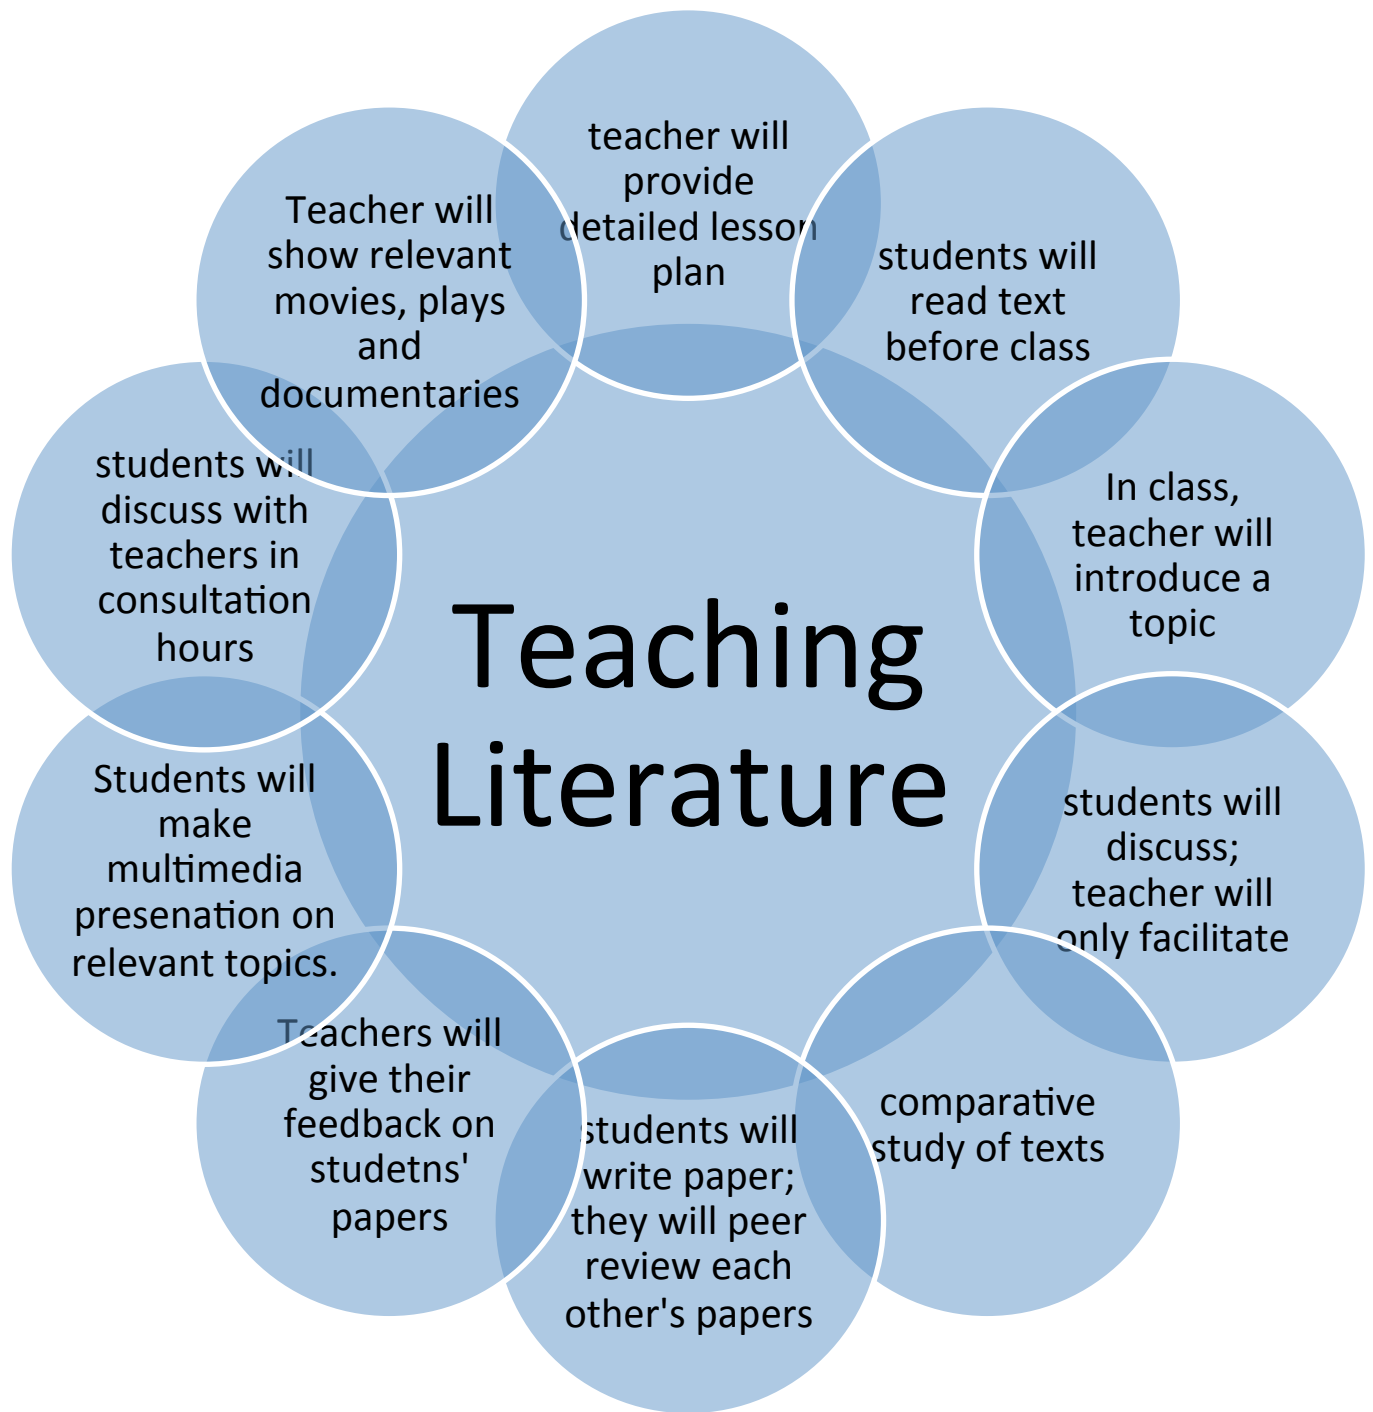 teacher will
provide
detailed lesson
plan
students will
read text
before class
In class,
teacher will
introduce a
topic
students will
discuss;
teacher will
only facilitate
comparative
study of texts
students will
write paper;
they will peer
review each
other's papers
Teachers will
give their
feedback on
studetns'
papers
Students will
make
multimedia
presenation on
relevant topics.
students will
discuss with
teachers in
consultation
hours
Teacher will
show relevant
movies, plays
and
documentaries
Teaching
Literature